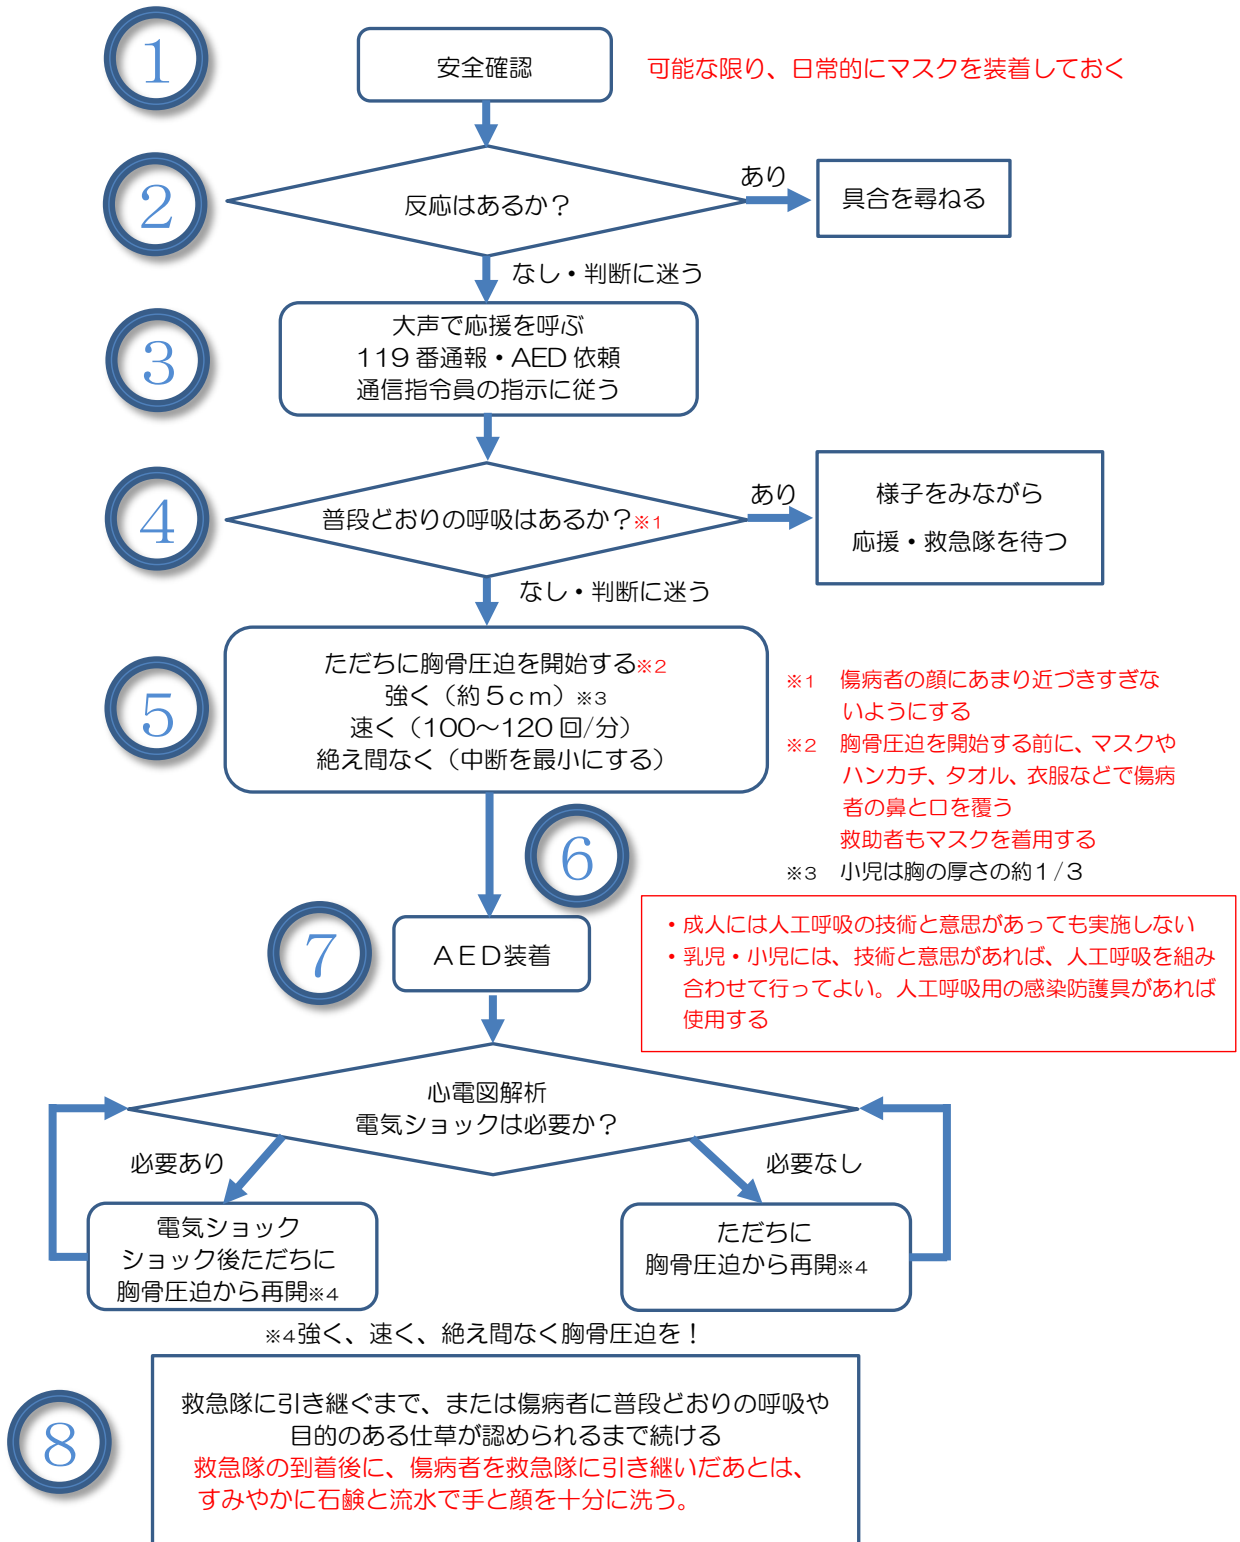 1
安全確認
可能な限り、日常的にマスクを装着しておく
2
反応はあるか？
あり
具合を尋ねる
なし・判断に迷う
3
大声で応援を呼ぶ
119 番通報・AED 依頼
通信指令員の指示に従う
4
普段どおりの呼吸はあるか？※1
あり
様子をみながら
応援・救急隊を待つ
なし・判断に迷う
5
ただちに胸骨圧迫を開始する※2
強く（約５ｃｍ）※3
速く（100～120 回/分）
絶え間なく（中断を最小にする）
※1 傷病者の顔にあまり近づきすぎな
いようにする
※2 胸骨圧迫を開始する前に、マスクや
ハンカチ、タオル、衣服などで傷病
者の鼻と口を覆う
救助者もマスクを着用する
※3 小児は胸の厚さの約１/３
6
・成人には人工呼吸の技術と意思があっても実施しない
・乳児・小児には、技術と意思があれば、人工呼吸を組み
合わせて行ってよい。人工呼吸用の感染防護具があれば
使用する
7
ＡＥＤ装着
心電図解析
電気ショックは必要か？
必要あり
必要なし
電気ショック
ショック後ただちに
胸骨圧迫から再開※4
ただちに
胸骨圧迫から再開※4
※4強く、速く、絶え間なく胸骨圧迫を！
8
救急隊に引き継ぐまで、または傷病者に普段どおりの呼吸や
目的のある仕草が認められるまで続ける
救急隊の到着後に、傷病者を救急隊に引き継いだあとは、
すみやかに石鹸と流水で手と顔を十分に洗う。